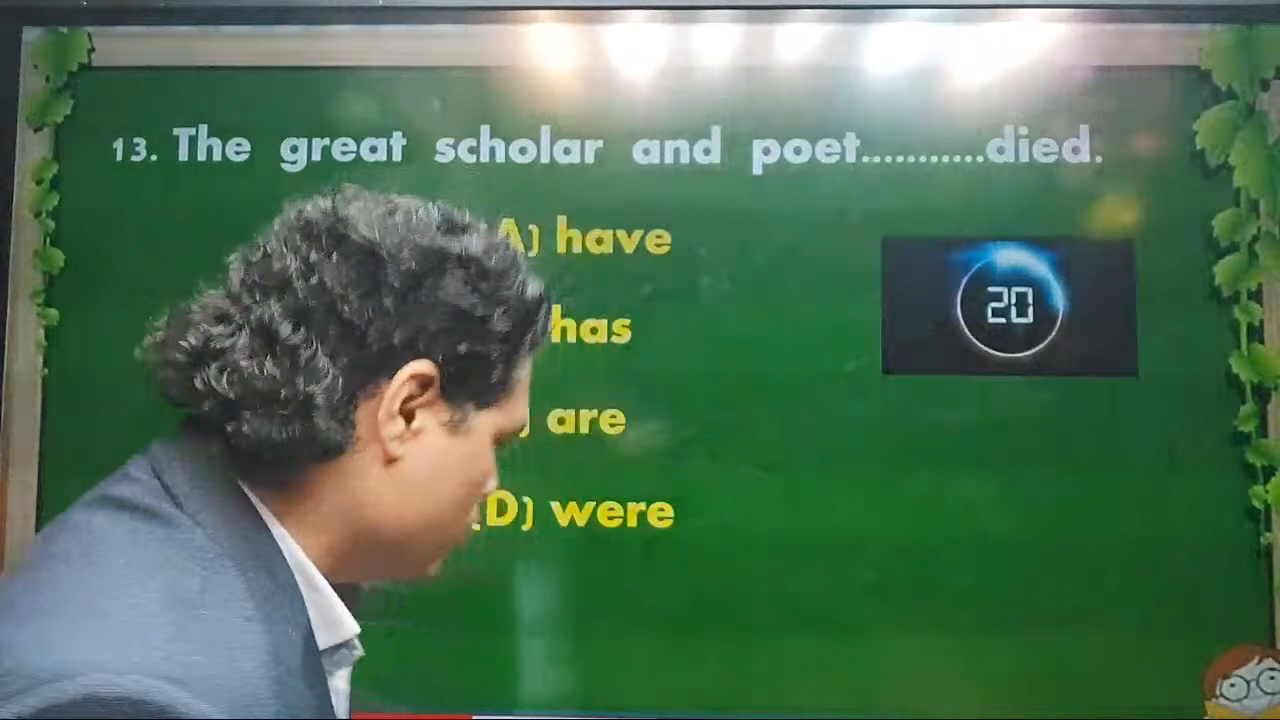 13. The great scholar and poet...........died.
A) have
has
20
) are
(D) were